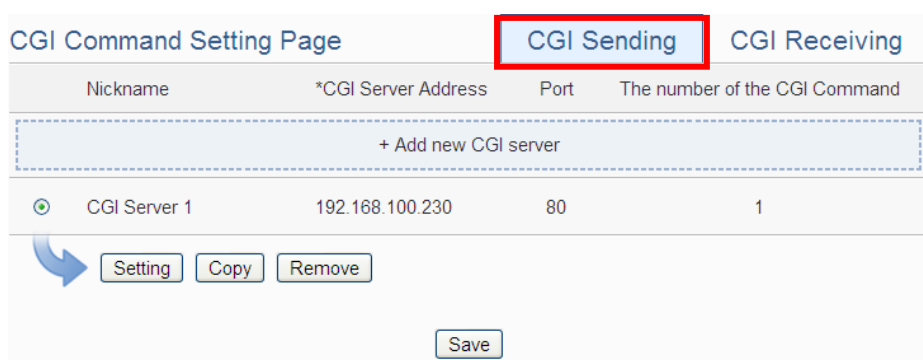 CGI Command Setting Page CGI Sending CGI Receiving
Nickname *CGI Server Address Port The number of the CGI Command
+ Add new CGI server
CGI Server 1 192.168.100.230 80 1
Setting Copy Remove
Save